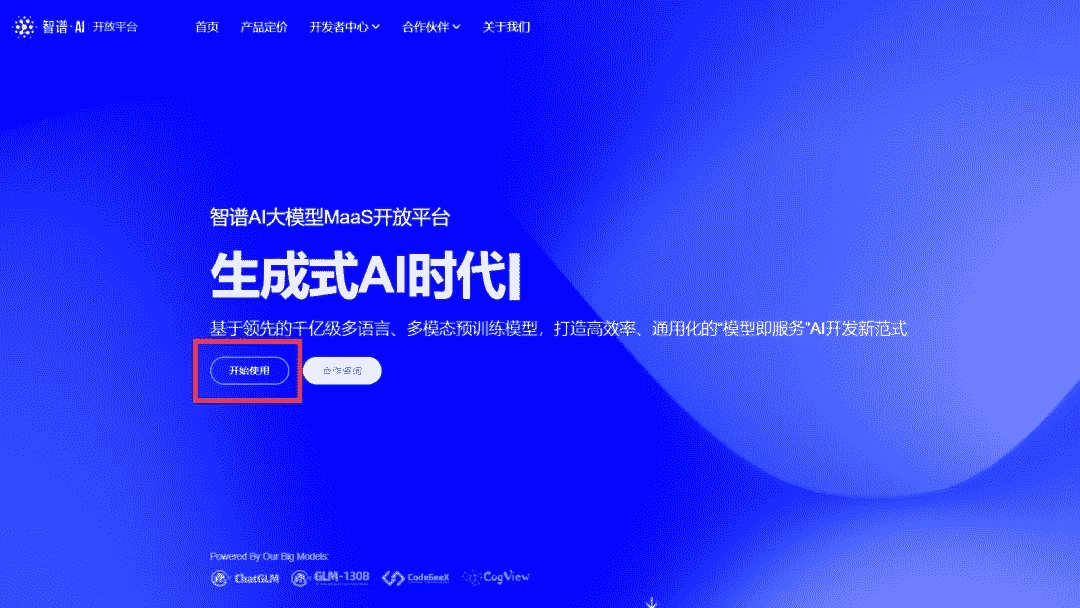 智谱·AI 开放平台 首页 产品定价 开发者中心 合作伙伴 关于我们
智谱AI大模型MaaS开放平台
生成式AI时代
基于领先的千亿级多语言、多模态预训练模型，打造高效率、通用化的“模型即服务”AI开发新范式
开始使用
Powered By Our Big Models:
ChatGLM GLM-130B CodeGeeX CogView